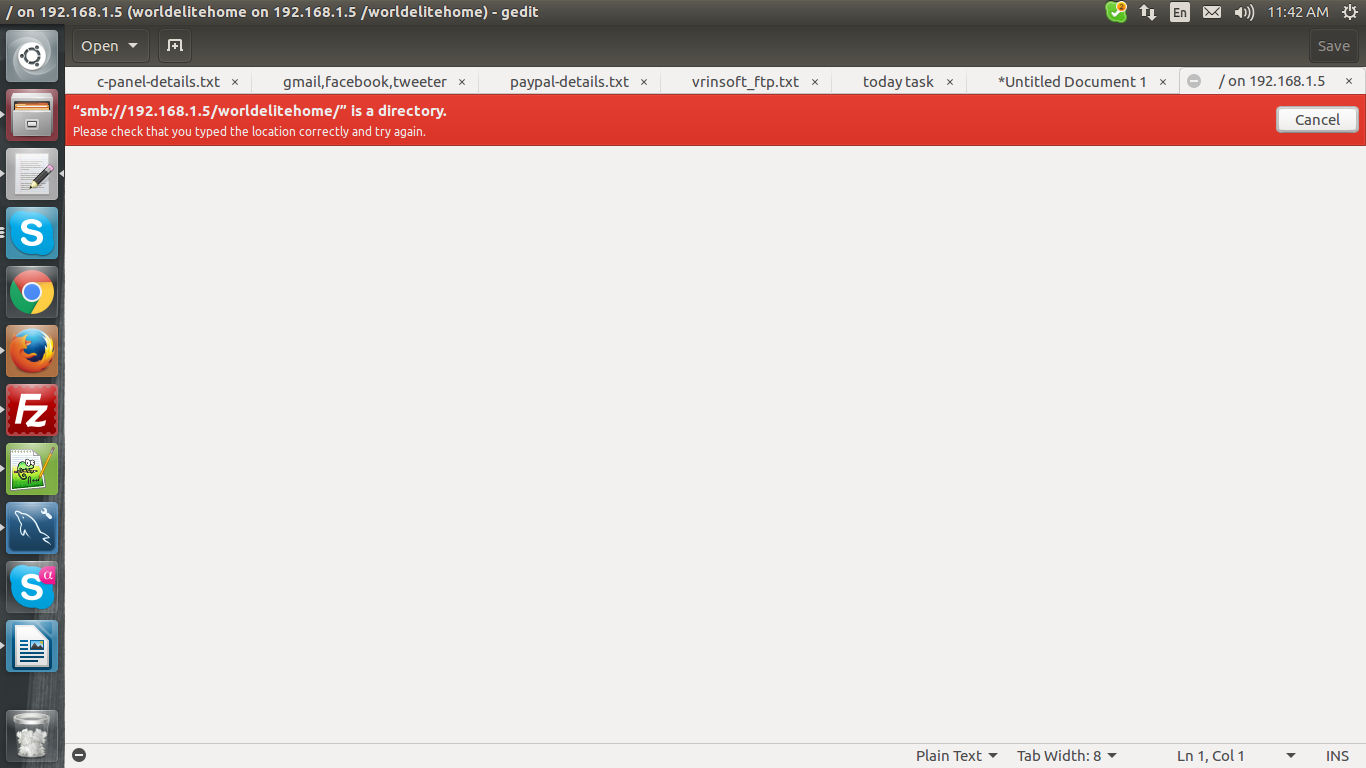 / on 192.168.1.5 (worldelitehome on 192.168.1.5 /worldelitehome) - gedit
2
En
11:42 AM
Open
Save
c-panel-details.txt × gmail,facebook,tweeter × paypal-details.txt × vrinsoft_ftp.txt × today task × *Untitled Document 1 × / on 192.168.1.5 ×
“smb://192.168.1.5/worldelitehome/” is a directory.
Please check that you typed the location correctly and try again.
Cancel
S
Fz
S α
Plain Text Tab Width: 8 Ln 1, Col 1 INS